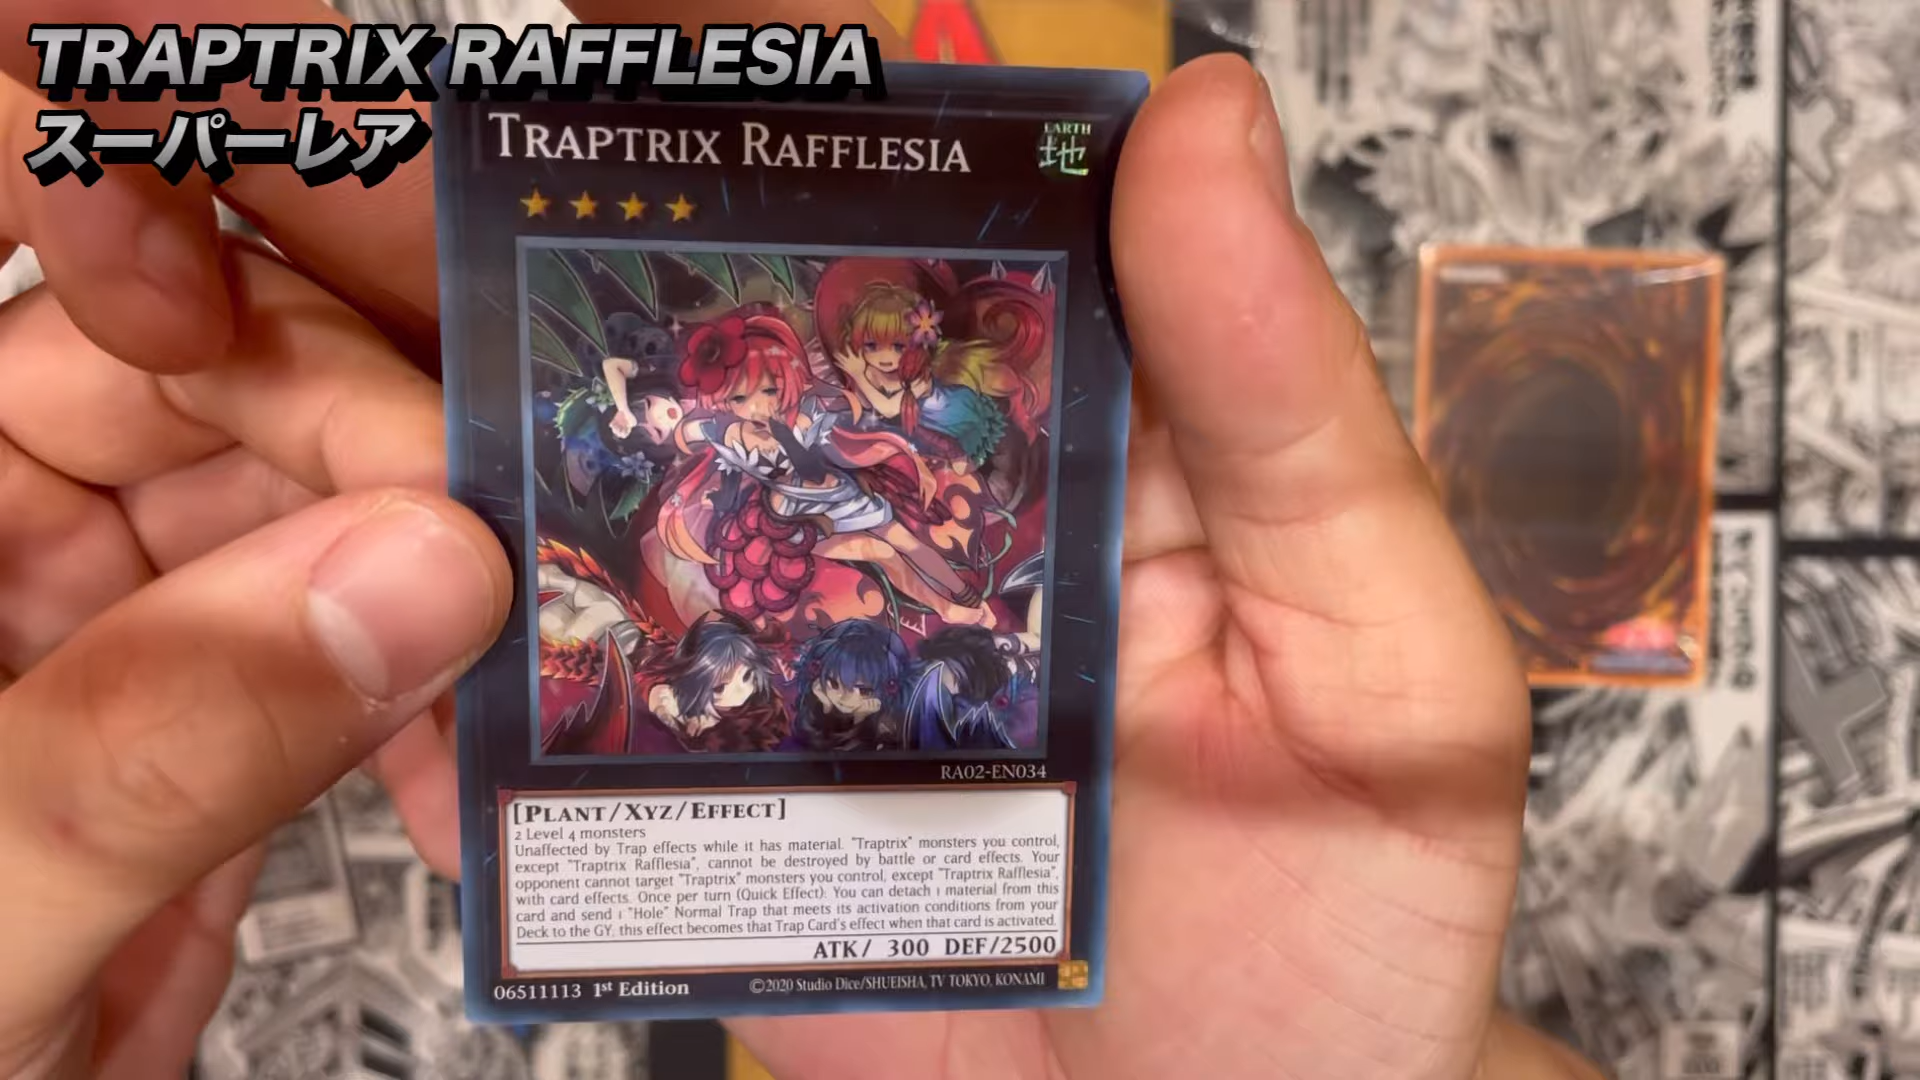 TRAPTRIX RAFFLESIA
スーパーレア
TRAPTRIX RAFFLESIA
EARTH
地
RA02-EN034
[PLANT/XYZ/EFFECT]
2 Level 4 monsters
Unaffected by Trap effects while it has material. "Traptrix" monsters you control,
except "Traptrix Rafflesia", cannot be destroyed by battle or card effects. Your
opponent cannot target "Traptrix" monsters you control, except "Traptrix Rafflesia",
with card effects. Once per turn (Quick Effect): You can detach 1 material from this
card and send 1 "Hole" Normal Trap that meets its activation conditions from your
Deck to the GY; this effect becomes that Trap Card's effect when that card is activated.
ATK/ 300 DEF/2500
06511113 1st Edition
©2020 Studio Dice/SHUEISHA, TV TOKYO, KONAMI